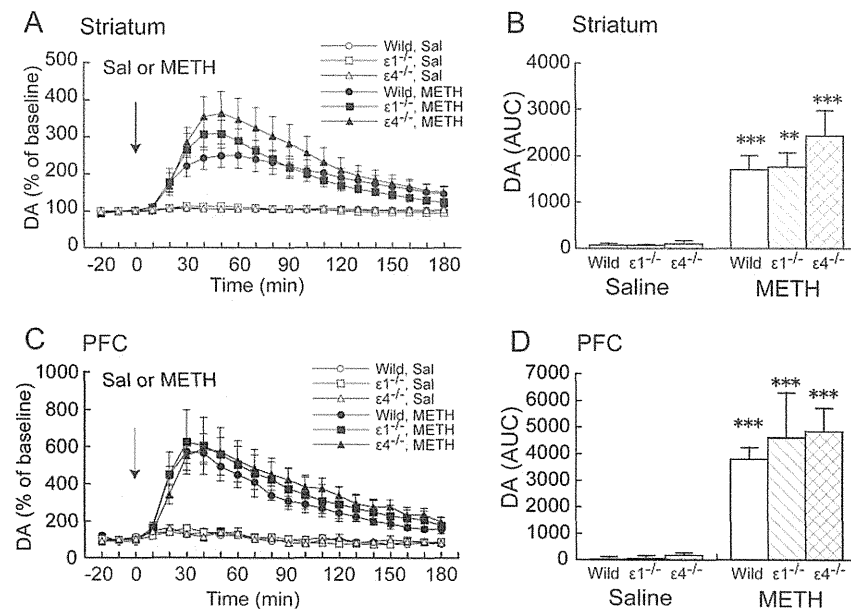 A Striatum
Sal or METH
Wild, Sal
ε1-/-, Sal
ε4-/-, Sal
Wild, METH
ε1-/-, METH
ε4-/-, METH
DA (% of baseline)
500
400
300
200
100
0
-20 0 30 60 90 120 150 180
Time (min)
B Striatum
DA (AUC)
4000
3000
2000
1000
0
*** ** ***
Wild ε1-/- ε4-/- Wild ε1-/- ε4-/-
Saline METH
C PFC
Sal or METH
Wild, Sal
ε1-/-, Sal
ε4-/-, Sal
Wild, METH
ε1-/-, METH
ε4-/-, METH
DA (% of baseline)
1000
800
600
400
200
0
-20 0 30 60 90 120 150 180
Time (min)
D PFC
DA (AUC)
7000
6000
5000
4000
3000
2000
1000
0
*** *** ***
Wild ε1-/- ε4-/- Wild ε1-/- ε4-/-
Saline METH